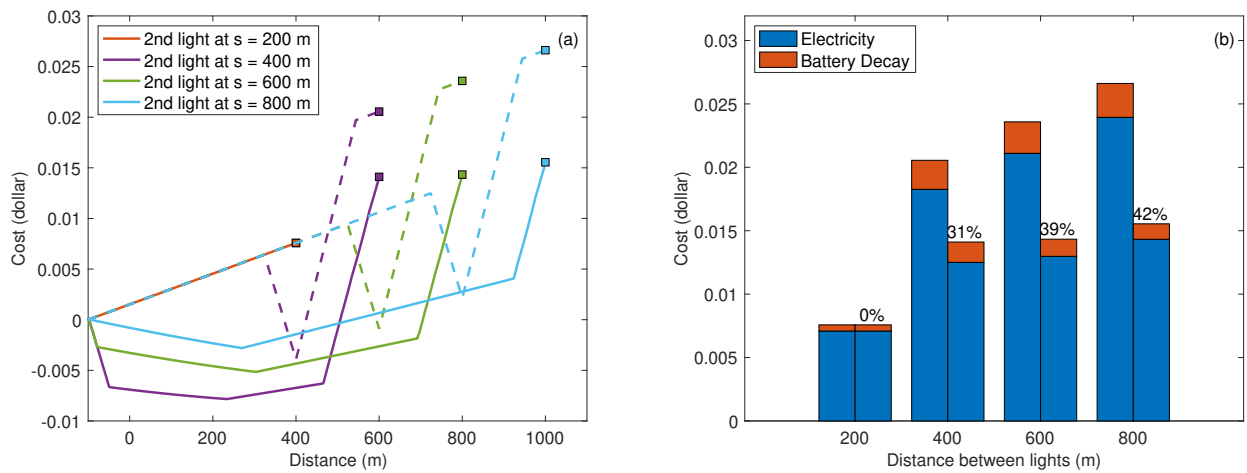 0.03
0.025
0.02
0.015
0.01
0.005
0
-0.005
-0.01
Cost (dollar)
(a)
2nd light at s = 200 m
2nd light at s = 400 m
2nd light at s = 600 m
2nd light at s = 800 m
0 200 400 600 800 1000
Distance (m)
0.03
0.025
0.02
0.015
0.01
0.005
0
Cost (dollar)
(b)
Electricity
Battery Decay
0%
31%
39%
42%
200 400 600 800
Distance between lights (m)